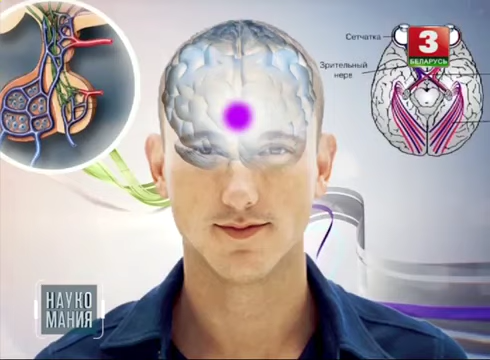 Сетчатка
3
БЕЛАРУСЬ
Зрительный
нерв
НАУКО
МАНИЯ